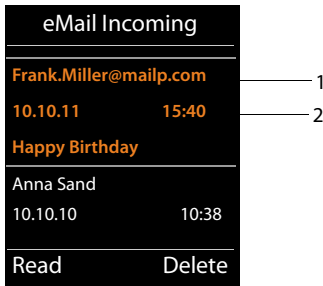 eMail Incoming
Frank.Miller@mailp.com 1
10.10.11 15:40 2
Happy Birthday
Anna Sand
10.10.10 10:38
Read Delete